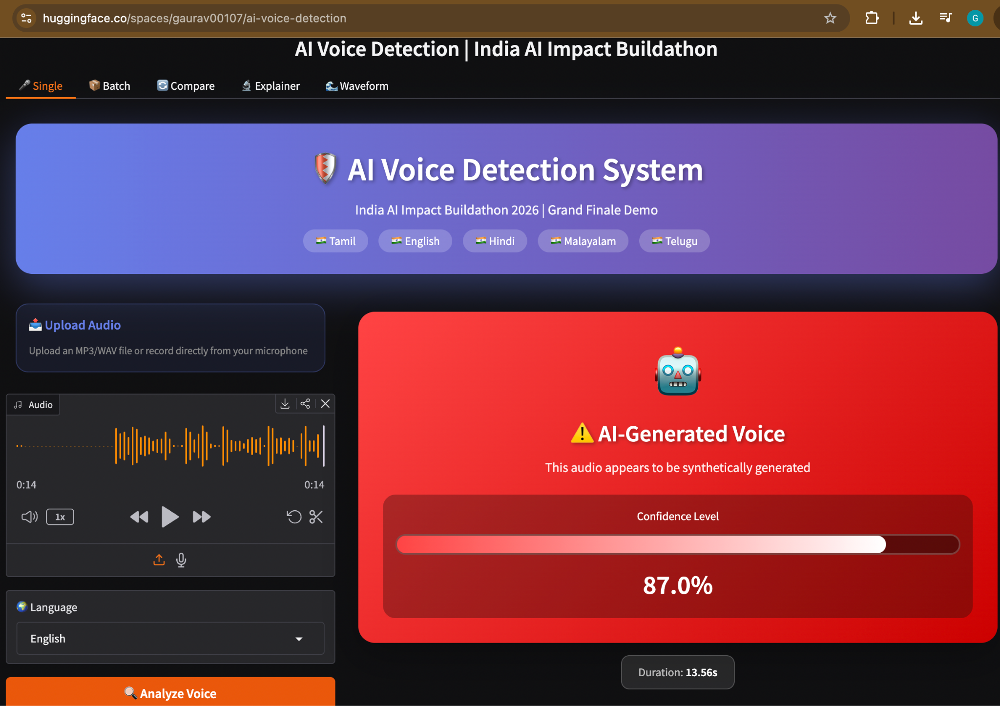 huggingface.co/spaces/gaurav00107/ai-voice-detection
G
AI Voice Detection | India AI Impact Buildathon
Single
Batch
Compare
Explainer
Waveform
AI Voice Detection System
India AI Impact Buildathon 2026 | Grand Finale Demo
Tamil
English
Hindi
Malayalam
Telugu
Upload Audio
Upload an MP3/WAV file or record directly from your microphone
Audio
0:14
0:14
1x
Language
English
Analyze Voice
AI-Generated Voice
This audio appears to be synthetically generated
Confidence Level
87.0%
Duration: 13.56s